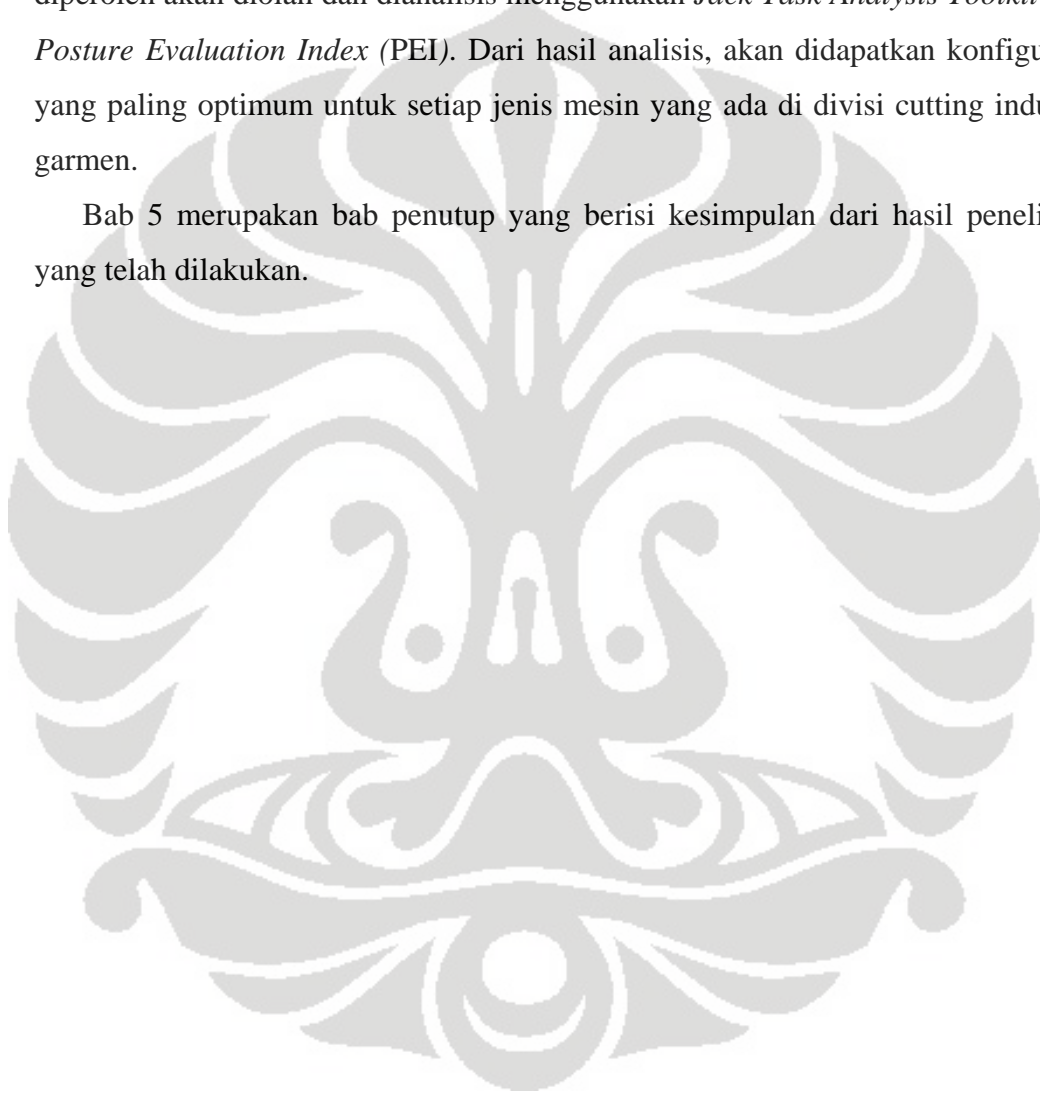 diperoleh akan diolah dan dianalisis menggunakan Jack Task Analysis Toolkit
Posture Evaluation Index (PEI). Dari hasil analisis, akan didapatkan konfigu
yang paling optimum untuk setiap jenis mesin yang ada di divisi cutting indu
garmen.
Bab 5 merupakan bab penutup yang berisi kesimpulan dari hasil peneli
yang telah dilakukan.